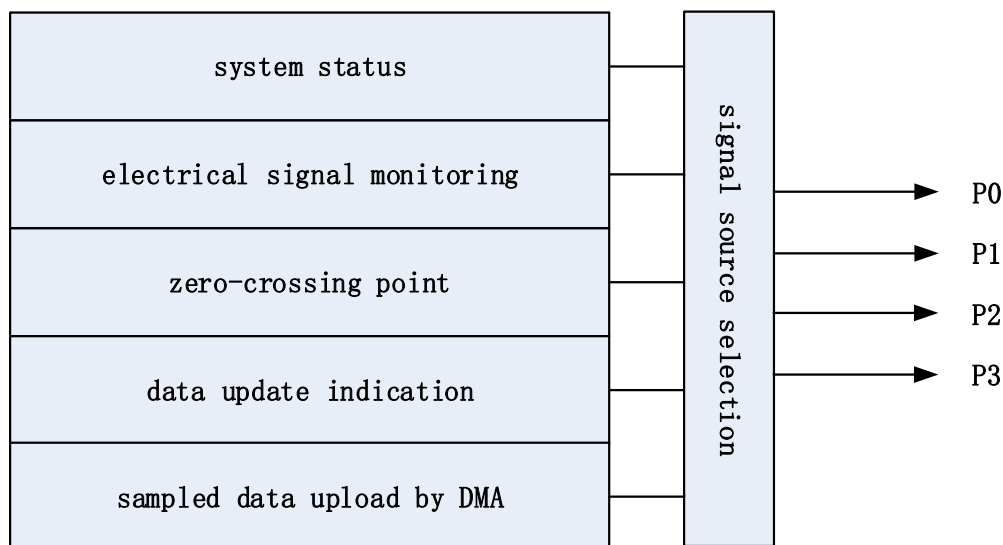 system status
electrical signal monitoring
zero-crossing point
data update indication
sampled data upload by DMA
signal source selection
P0
P1
P2
P3